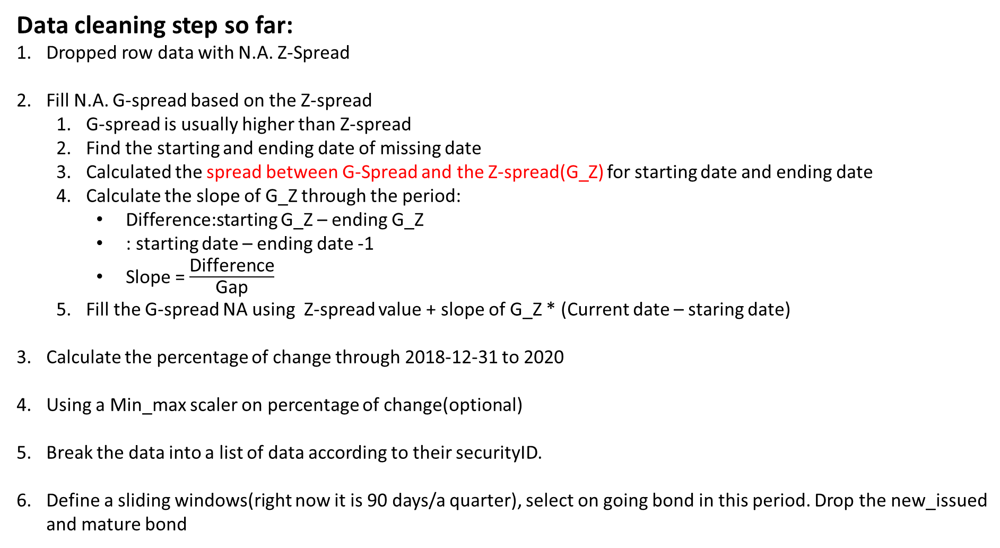 Data cleaning step so far:
1. Dropped row data with N.A. Z-Spread
2. Fill N.A. G-spread based on the Z-spread
1. G-spread is usually higher than Z-spread
2. Find the starting and ending date of missing date
3. Calculated the spread between G-Spread and the Z-spread(G_Z) for starting date and ending date
4. Calculate the slope of G_Z through the period:
• Difference:starting G_Z – ending G_Z
• : starting date – ending date -1
• Slope = Difference
Gap
5. Fill the G-spread NA using Z-spread value + slope of G_Z * (Current date – staring date)
3. Calculate the percentage of change through 2018-12-31 to 2020
4. Using a Min_max scaler on percentage of change(optional)
5. Break the data into a list of data according to their securityID.
6. Define a sliding windows(right now it is 90 days/a quarter), select on going bond in this period. Drop the new_issued
and mature bond